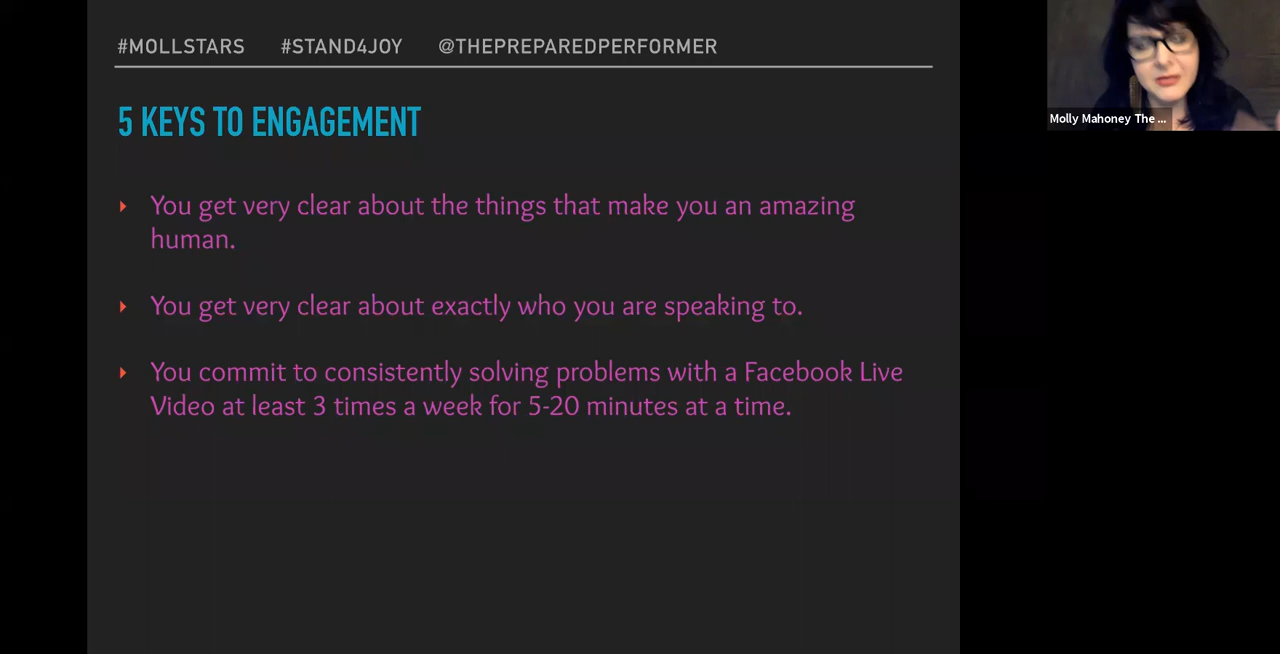 #MOLLSTARS #STAND4JOY @THEPREPAREDPERFORMER
5 KEYS TO ENGAGEMENT
You get very clear about the things that make you an amazing
human.
You get very clear about exactly who you are speaking to.
You commit to consistently solving problems with a Facebook Live
Video at least 3 times a week for 5-20 minutes at a time.
Molly Mahoney The ...